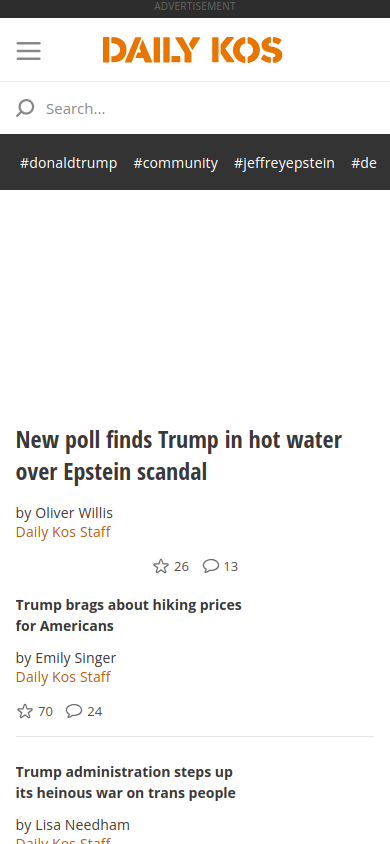 ADVERTISEMENT
DAILY KOS
Search...
#donaldtrump #community #jeffreyepstein #de
New poll finds Trump in hot water
over Epstein scandal
by Oliver Willis
Daily Kos Staff
26 13
Trump brags about hiking prices
for Americans
by Emily Singer
Daily Kos Staff
70 24
Trump administration steps up
its heinous war on trans people
by Lisa Needham
Daily Kos Staff